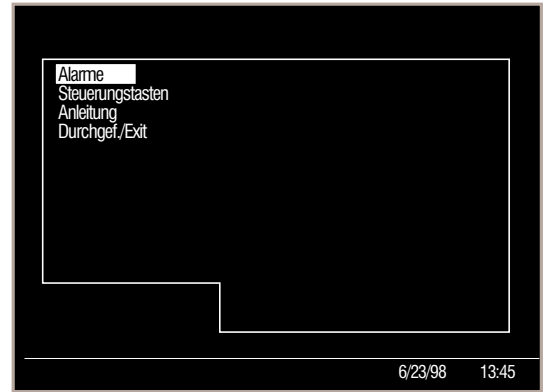 Alarme
Steuerungstasten
Anleitung
Durchgef./Exit
6/23/98 13:45